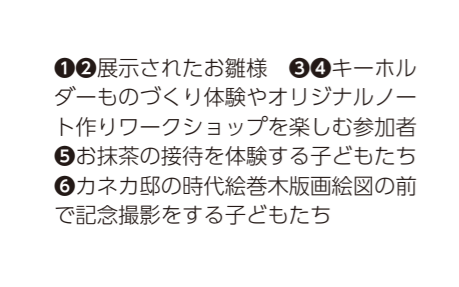 ❶❷展示されたお雛様　❸❹キーホル
ダーものづくり体験やオリジナルノー
ト作りワークショップを楽しむ参加者
❺お抹茶の接待を体験する子どもたち
❻カネカ邸の時代絵巻木版画絵図の前
で記念撮影をする子どもたち